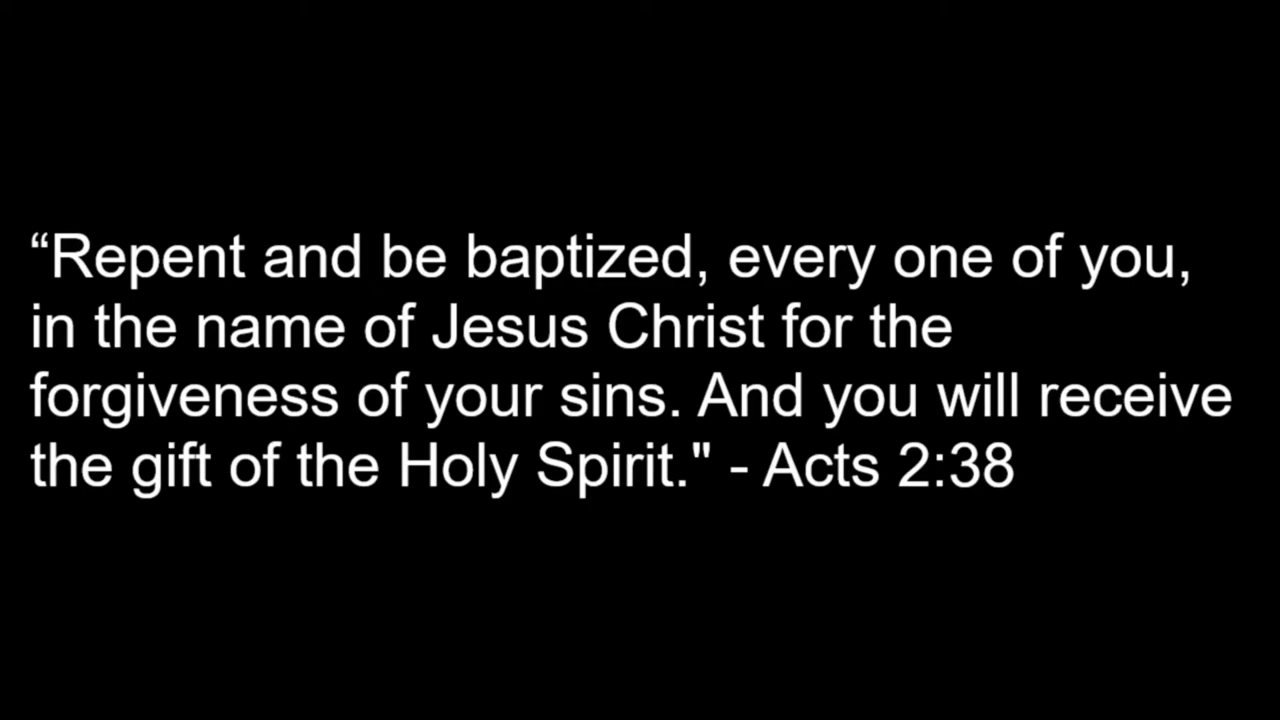 “Repent and be baptized, every one of you,
in the name of Jesus Christ for the
forgiveness of your sins. And you will receive
the gift of the Holy Spirit." - Acts 2:38